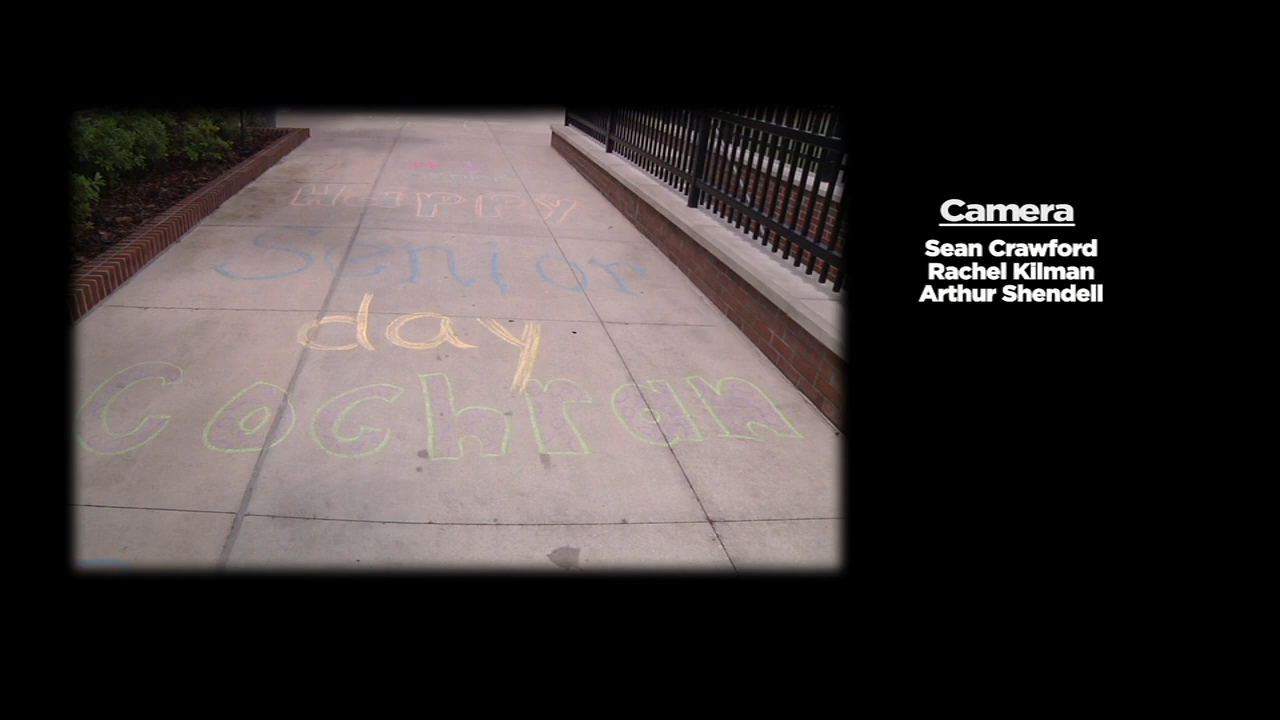 Happy
Senior
day
Cochran
Camera
Sean Crawford
Rachel Kilman
Arthur Shendell